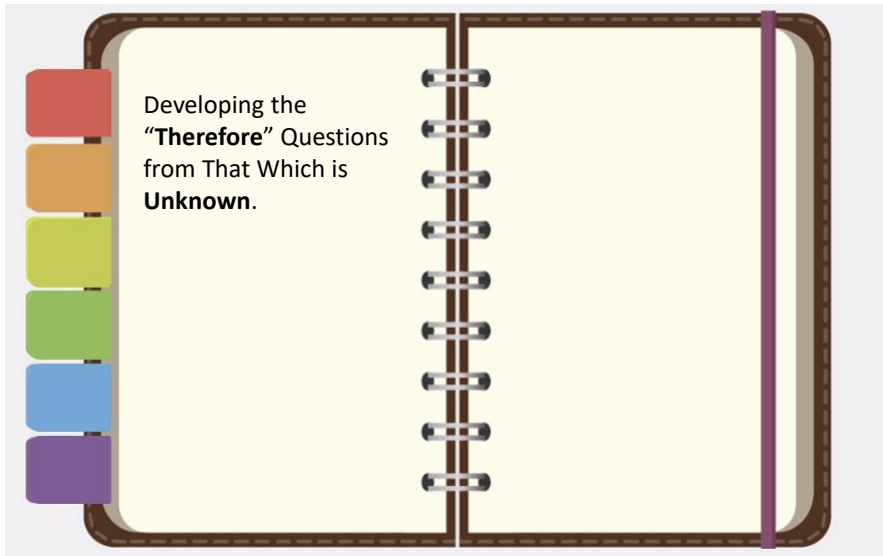 Developing the
“Therefore” Questions
from That Which is
Unknown.